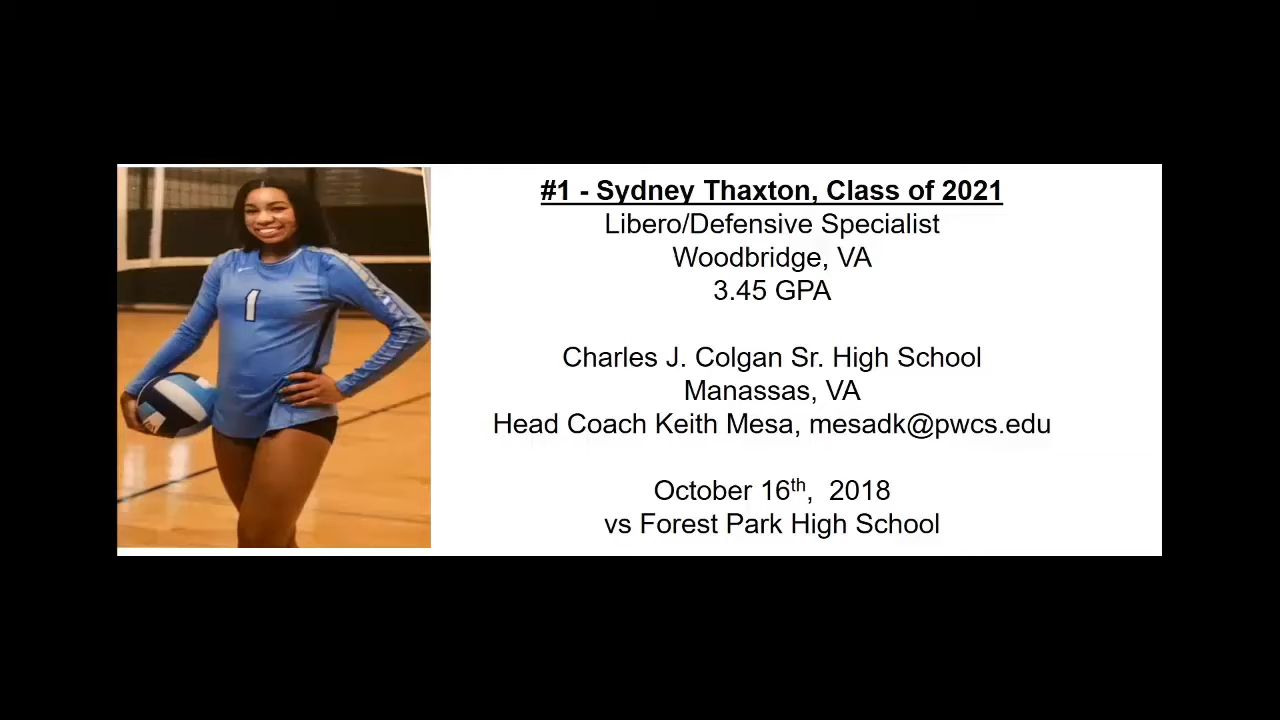 #1 - Sydney Thaxton, Class of 2021
Libero/Defensive Specialist
Woodbridge, VA
3.45 GPA
Charles J. Colgan Sr. High School
Manassas, VA
Head Coach Keith Mesa, mesadk@pwcs.edu
October 16th,  2018
vs Forest Park High School
1